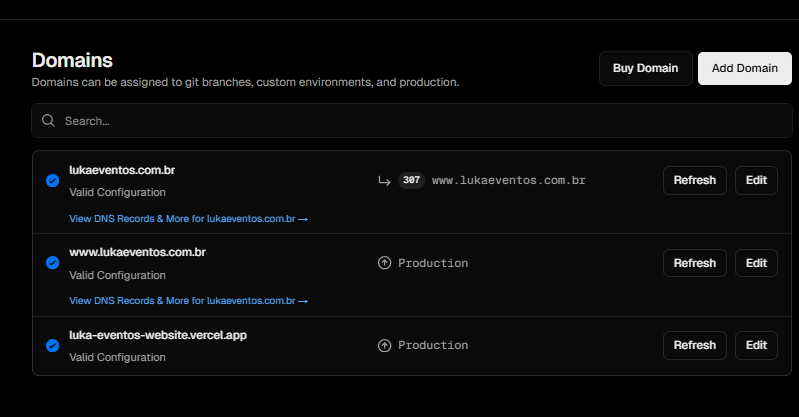 Domains
Domains can be assigned to git branches, custom environments, and production.
Buy Domain
Add Domain
Search...
lukaeventos.com.br
Valid Configuration
View DNS Records & More for lukaeventos.com.br →
307 www.lukaeventos.com.br
Refresh
Edit
www.lukaeventos.com.br
Valid Configuration
View DNS Records & More for lukaeventos.com.br →
Production
Refresh
Edit
luka-eventos-website.vercel.app
Valid Configuration
Production
Refresh
Edit